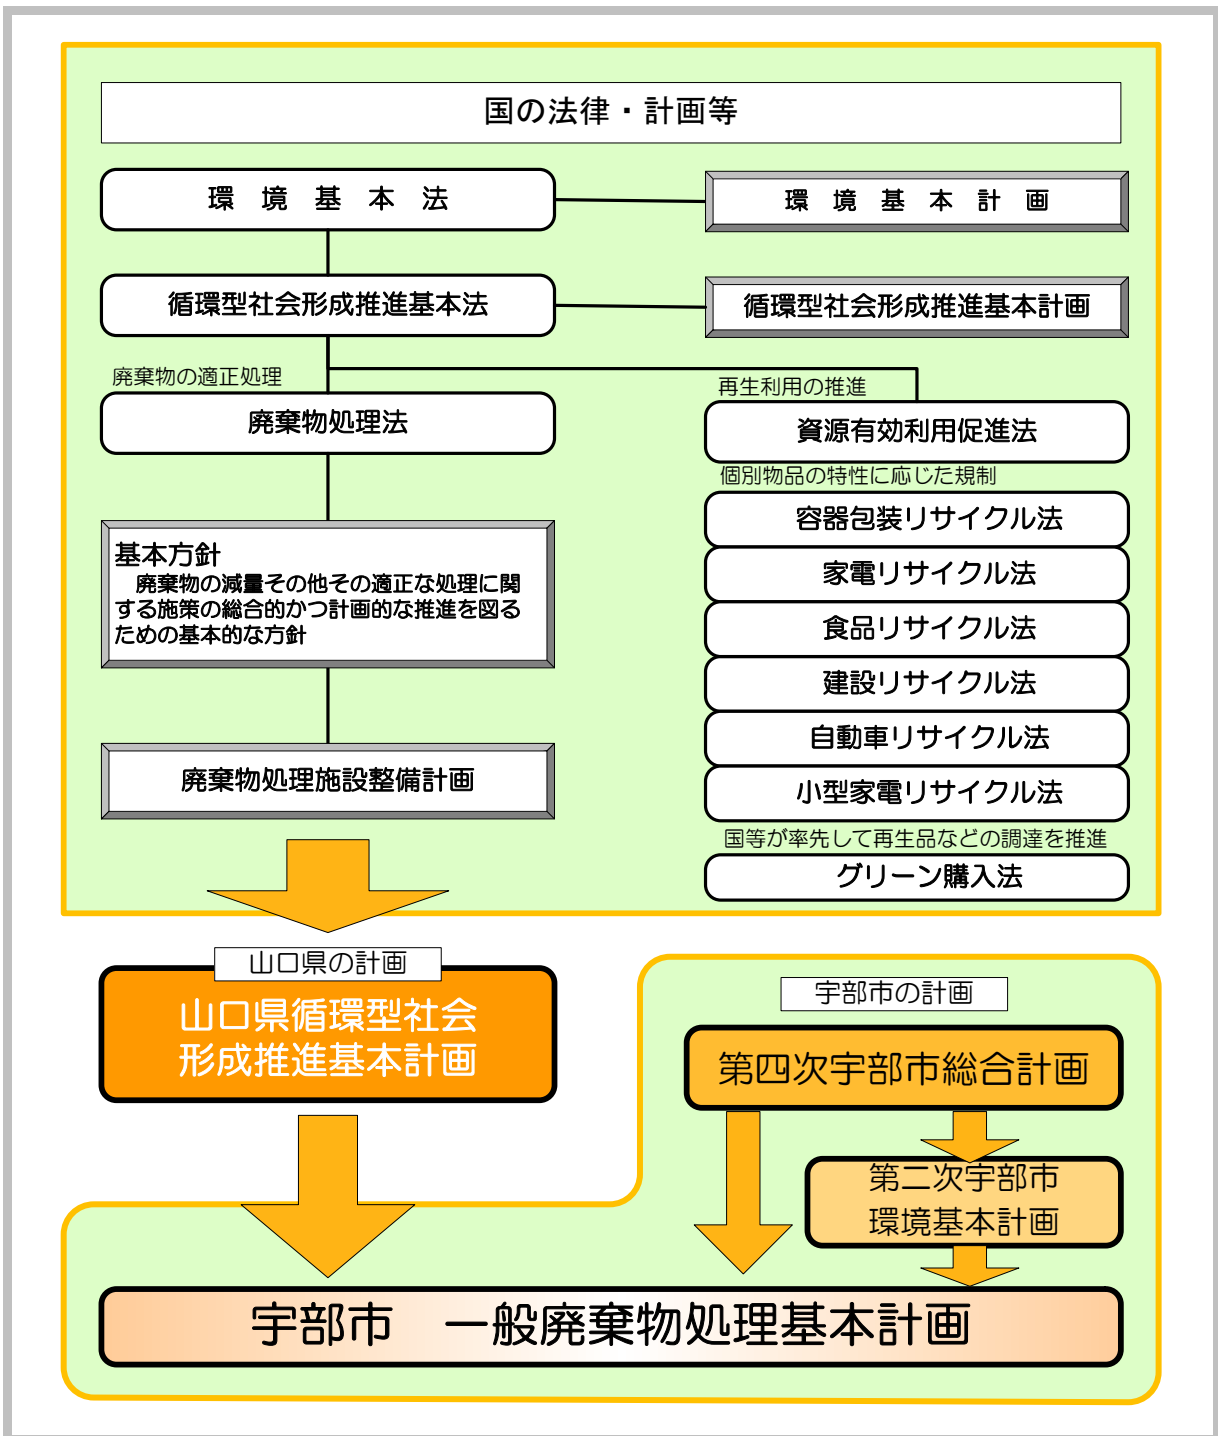 国の法律・計画等
環 境 基 本 法
環 境 基 本 計 画
循環型社会形成推進基本法
循環型社会形成推進基本計画
廃棄物の適正処理
廃棄物処理法
再生利用の推進
資源有効利用促進法
個別物品の特性に応じた規制
容器包装リサイクル法
家電リサイクル法
食品リサイクル法
建設リサイクル法
自動車リサイクル法
小型家電リサイクル法
国等が率先して再生品などの調達を推進
グリーン購入法
基本方針
廃棄物の減量その他その適正な処理に関
する施策の総合的かつ計画的な推進を図る
ための基本的な方針
廃棄物処理施設整備計画
山口県の計画
山口県循環型社会
形成推進基本計画
宇部市の計画
第四次宇部市総合計画
第二次宇部市
環境基本計画
宇部市 一般廃棄物処理基本計画